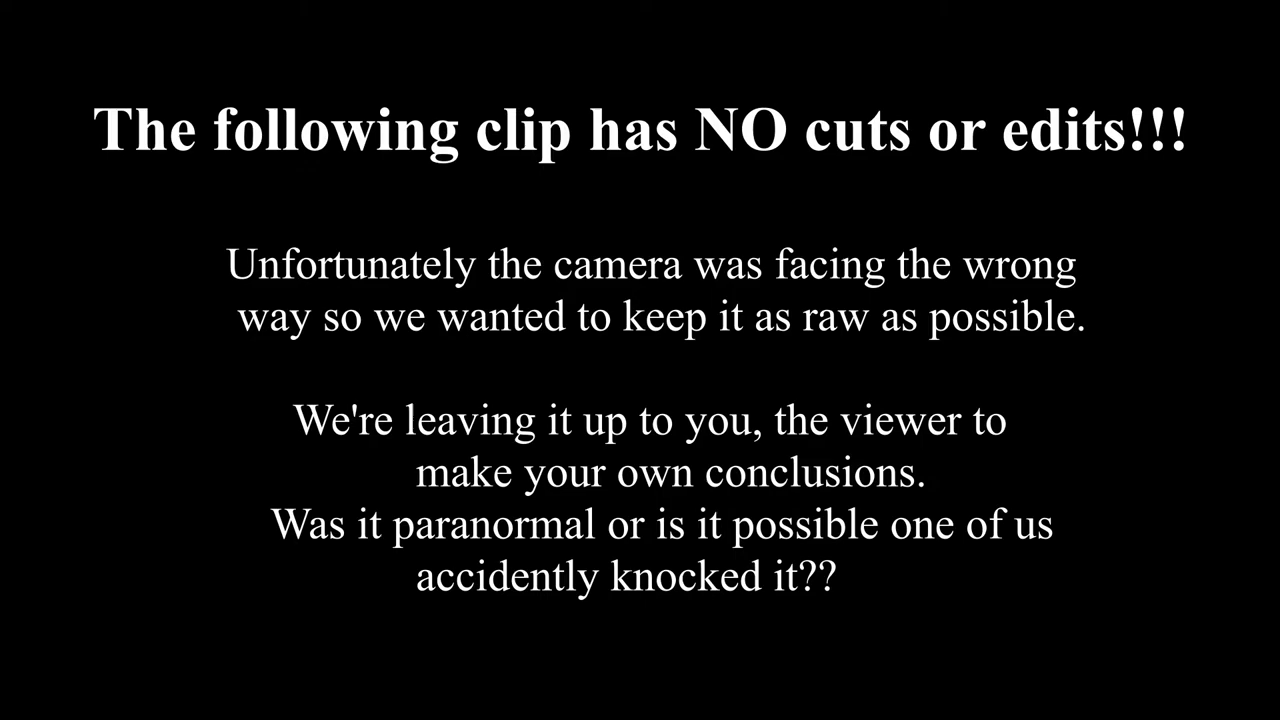 The following clip has NO cuts or edits!!!
Unfortunately the camera was facing the wrong
way so we wanted to keep it as raw as possible.
We're leaving it up to you, the viewer to
make your own conclusions.
Was it paranormal or is it possible one of us
accidently knocked it??